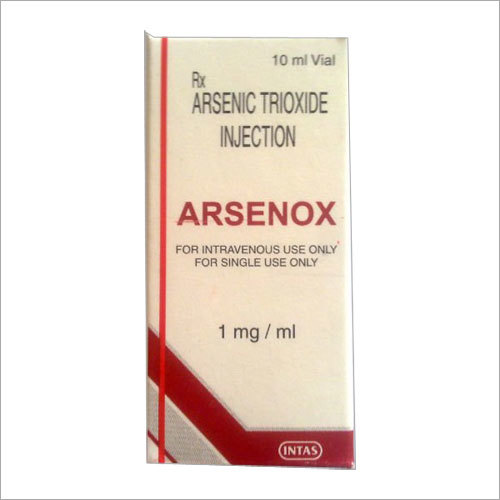 10 ml Vial
Rx
ARSENIC TRIOXIDE
INJECTION
ARSENOX
FOR INTRAVENOUS USE ONLY
FOR SINGLE USE ONLY
1 mg / ml
INTAS